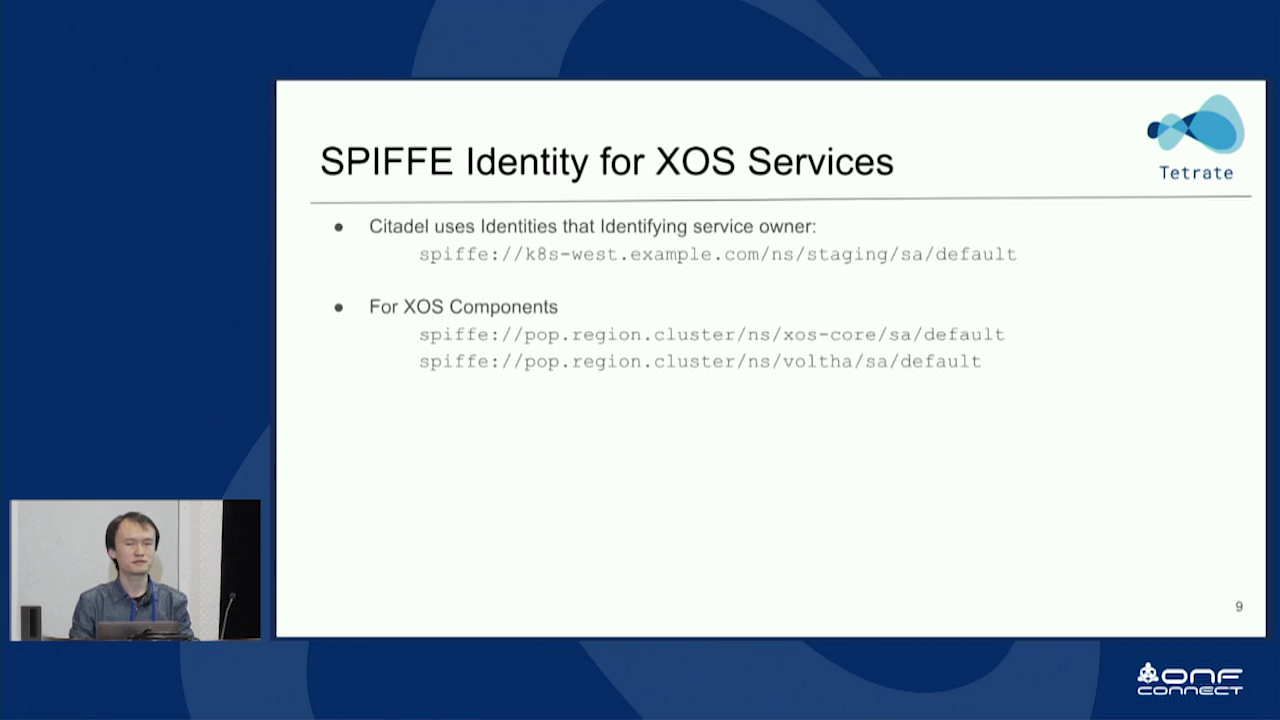 SPIFFE Identity for XOS Services
Tetrate
● Citadel uses Identities that Identifying service owner:
spiffe://k8s-west.example.com/ns/staging/sa/default
● For XOS Components
spiffe://pop.region.cluster/ns/xos-core/sa/default
spiffe://pop.region.cluster/ns/voltha/sa/default
9
ONF
CONNECT